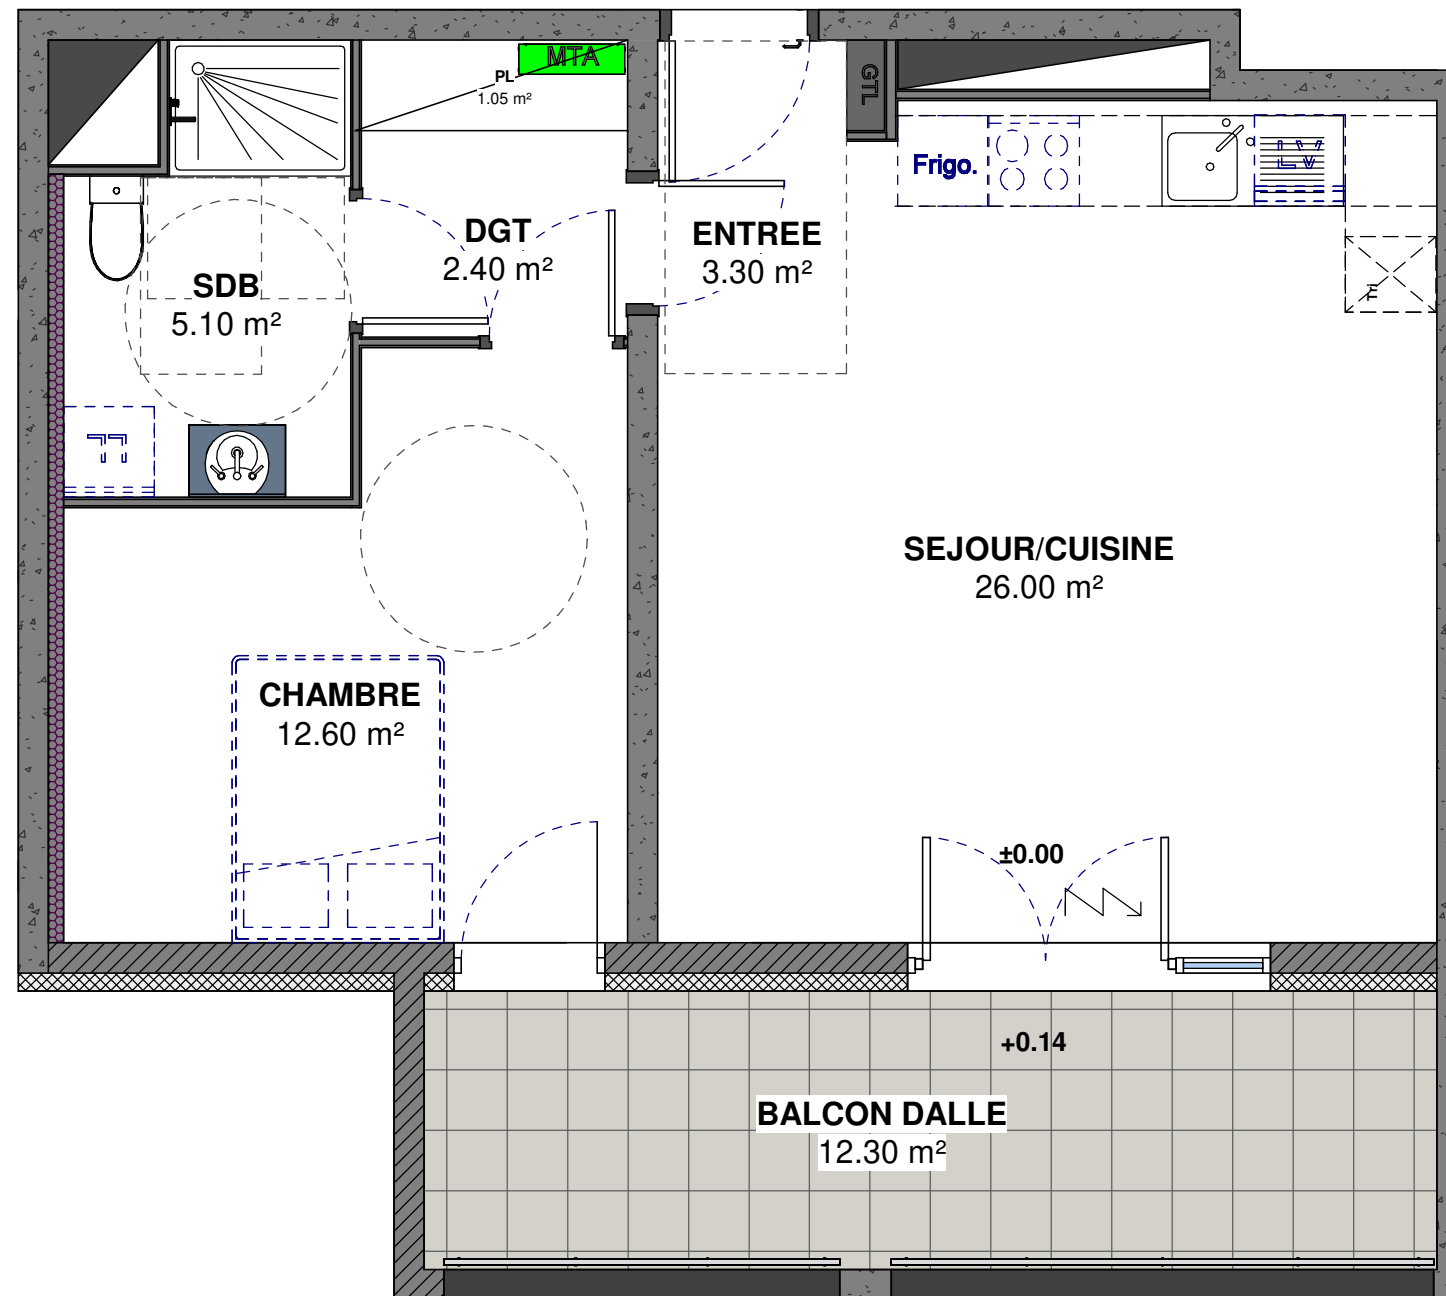 MTA
PL
1.05 m²
GTL
Frigo.
LV
DGT
2.40 m²
ENTREE
3.30 m²
SDB
5.10 m²
Tri
SEJOUR/CUISINE
26.00 m²
CHAMBRE
12.60 m²
±0.00
+0.14
BALCON DALLE
12.30 m²